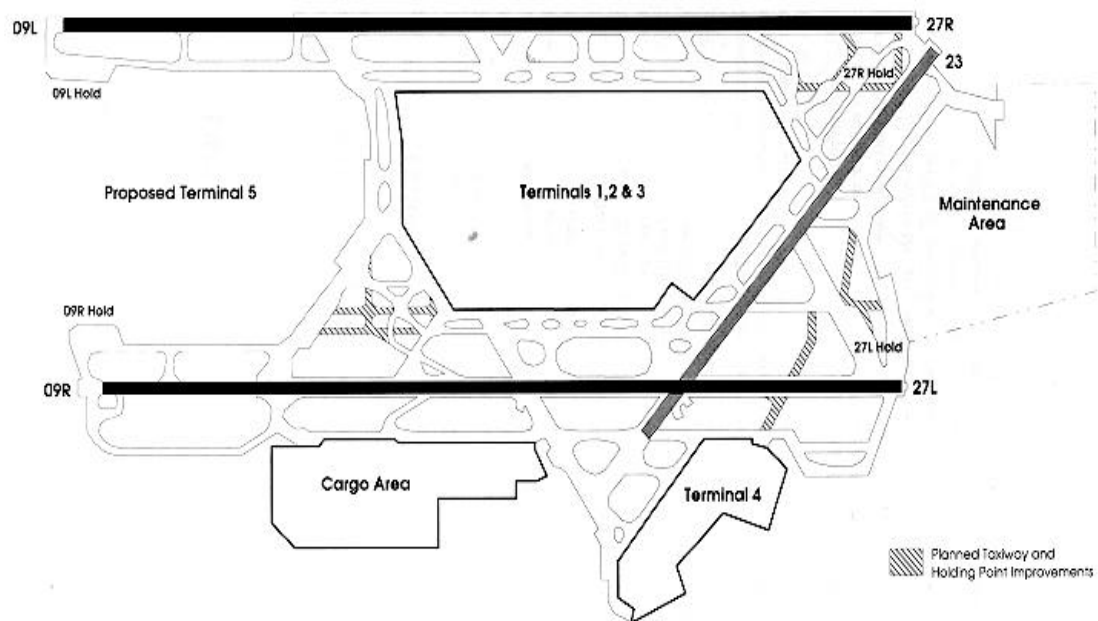 09L
27R
23
27R Hold
09L Hold
Proposed Terminal 5
Terminals 1,2 & 3
Maintenance
Area
09R Hold
27L Hold
09R
27L
Cargo Area
Terminal 4
Planned Taxiway and
Holding Point Improvements